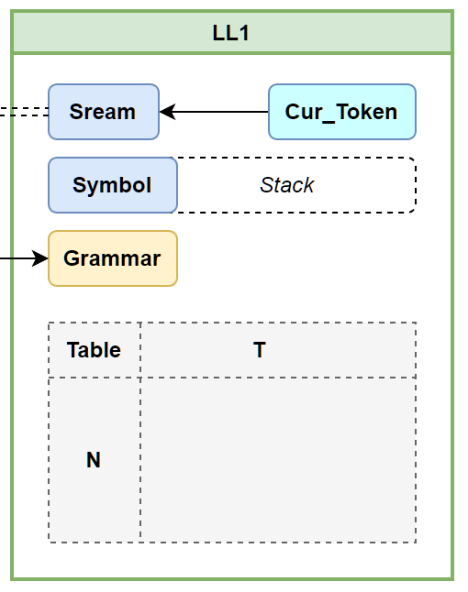 LL1
Sream
Cur_Token
Symbol
Stack
Grammar
Table
T
N